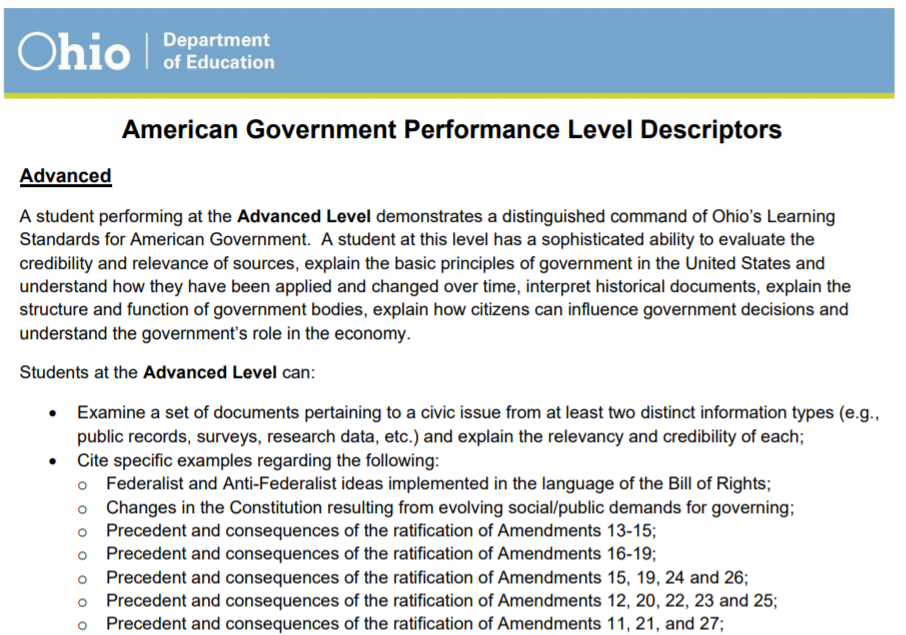 Ohio
Department
of Education
American Government Performance Level Descriptors
Advanced
A student performing at the Advanced Level demonstrates a distinguished command of Ohio's Learning
Standards for American Government.  A student at this level has a sophisticated ability to evaluate the
credibility and relevance of sources, explain the basic principles of government in the United States and
understand how they have been applied and changed over time, interpret historical documents, explain the
structure and function of government bodies, explain how citizens can influence government decisions and
understand the government's role in the economy.
Students at the Advanced Level can:
• Examine a set of documents pertaining to a civic issue from at least two distinct information types (e.g.,
public records, surveys, research data, etc.) and explain the relevancy and credibility of each;
• Cite specific examples regarding the following:
o Federalist and Anti-Federalist ideas implemented in the language of the Bill of Rights;
o Changes in the Constitution resulting from evolving social/public demands for governing;
o Precedent and consequences of the ratification of Amendments 13-15;
o Precedent and consequences of the ratification of Amendments 16-19;
o Precedent and consequences of the ratification of Amendments 15, 19, 24 and 26;
o Precedent and consequences of the ratification of Amendments 12, 20, 22, 23 and 25;
o Precedent and consequences of the ratification of Amendments 11, 21, and 27;